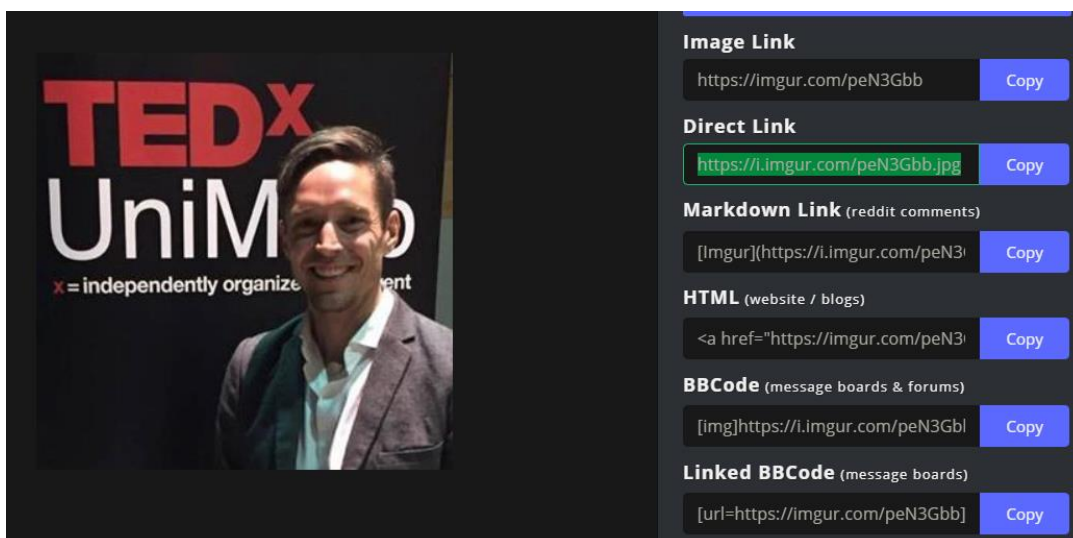 TEDx
UniM b
x = independently organize ent
Image Link
https://imgur.com/peN3Gbb
Copy
Direct Link
https://i.imgur.com/peN3Gbb.jpg
Copy
Markdown Link (reddit comments)
[Imgur](https://i.imgur.com/peN3
Copy
HTML (website / blogs)
<a href="https://imgur.com/peN3
Copy
BBCode (message boards & forums)
[img]https://i.imgur.com/peN3Gb
Copy
Linked BBCode (message boards)
[url=https://imgur.com/peN3Gbb]
Copy